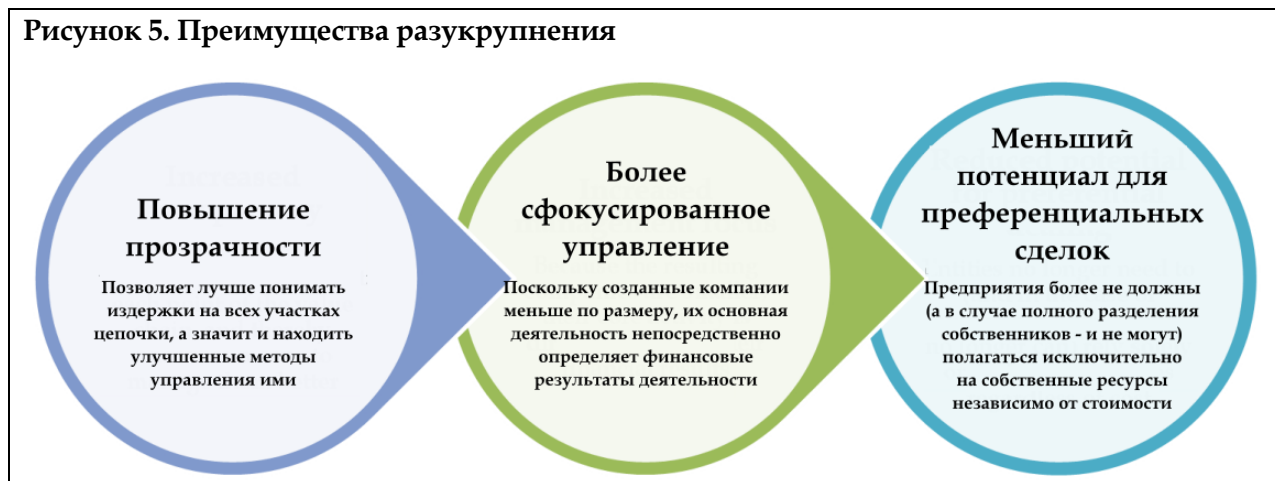 Рисунок 5. Преимущества разукрупнения
Повышение
прозрачности
Позволяет лучше понимать
издержки на всех участках
цепочки, а значит и находить
улучшенные методы
управления ими
Более
сфокусированное
управление
Поскольку созданные компании
меньше по размеру, их основная
деятельность непосредственно
определяет финансовые
результаты деятельности
Меньший
потенциал для
преференциальных
сделок
Предприятия более не должны
(а в случае полного разделения
собственников - и не могут)
полагаться исключительно
на собственные ресурсы
независимо от стоимости